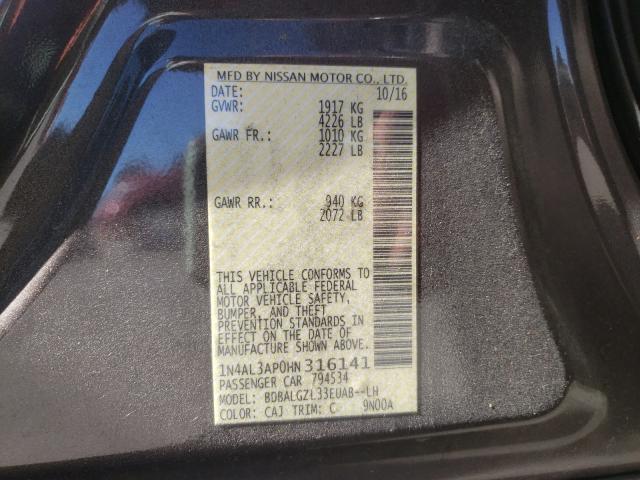 MFD BY NISSAN MOTOR CO., LTD.
DATE: 10/16
GVWR: 1917 KG
4226 LB
GAWR FR.: 1010 KG
2227 LB
GAWR RR.: 940 KG
2072 LB
THIS VEHICLE CONFORMS TO
ALL APPLICABLE FEDERAL
MOTOR VEHICLE SAFETY,
BUMPER, AND THEFT
PREVENTION STANDARDS IN
EFFECT ON THE DATE OF
MANUFACTURE SHOWN ABOVE.
1N4AL3AP0HN316141
PASSENGER CAR 794534
MODEL: BDBALGZL33EUAB--LH
COLOR: CAJ TRIM: C 9N00A